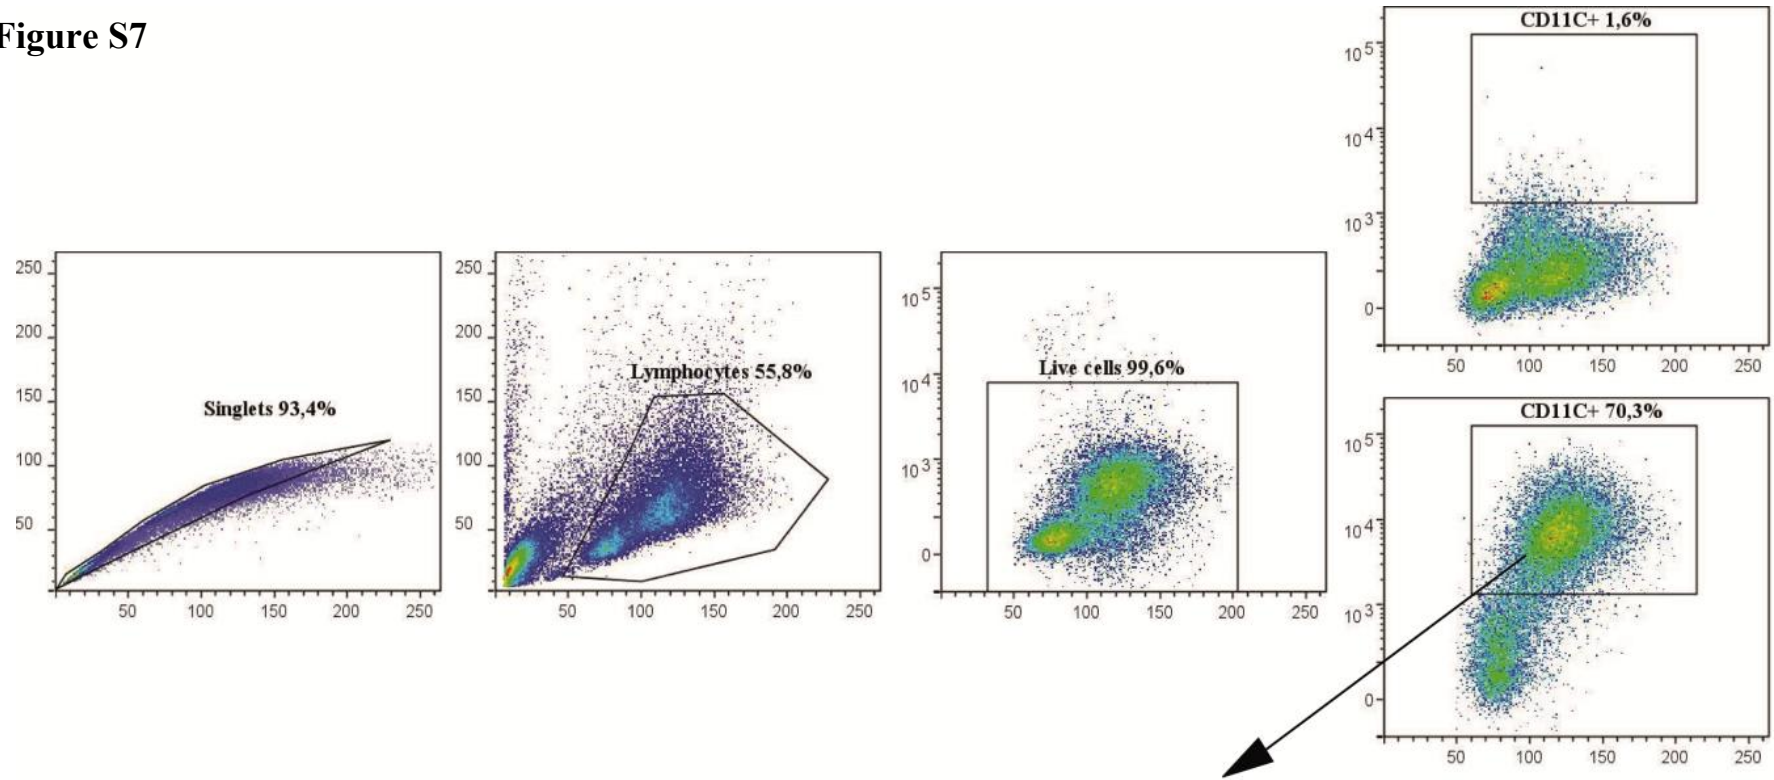 Figure S7
CD11C+ 1,6%
10 5
10 4
10 3
0
50 100 150 200 250
250
200
150
100
50
Singlets 93,4%
50 100 150 200 250
250
200
150
100
50
Lymphocytes 55,8%
50 100 150 200 250
10 5
10 4
10 3
0
Live cells 99,6%
50 100 150 200 250
CD11C+ 70,3%
10 5
10 4
10 3
0
50 100 150 200 250